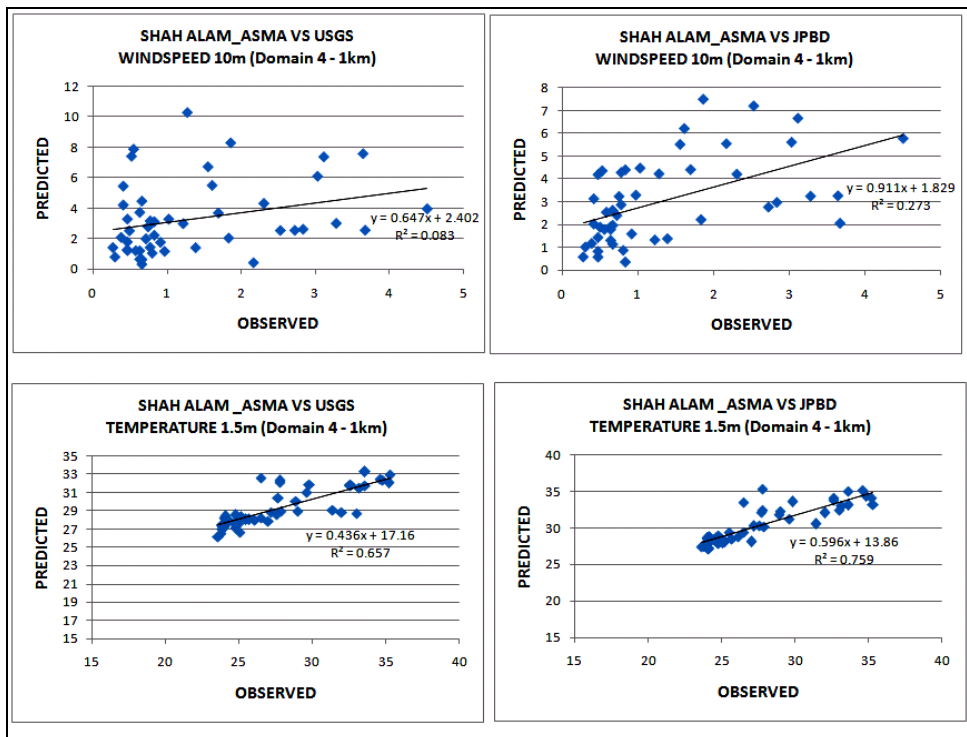 SHAH ALAM_ASMA VS USGS
WINDSPEED 10m (Domain 4 - 1km)
12
10
8
6
4
2
0
PREDICTED
y = 0.647x + 2.402
R² = 0.083
0 1 2 3 4 5
OBSERVED
SHAH ALAM_ASMA VS JPBD
WINDSPEED 10m (Domain 4 - 1km)
8
7
6
5
4
3
2
1
0
PREDICTED
y = 0.911x + 1.829
R² = 0.273
0 1 2 3 4 5
OBSERVED
SHAH ALAM _ASMA VS USGS
TEMPERATURE 1.5m (Domain 4 - 1km)
35
33
31
29
27
25
23
21
19
17
15
PREDICTED
y = 0.436x + 17.16
R² = 0.657
15 20 25 30 35 40
OBSERVED
SHAH ALAM _ASMA VS JPBD
TEMPERATURE 1.5m (Domain 4 - 1km)
40
35
30
25
20
15
PREDICTED
y = 0.596x + 13.86
R² = 0.759
15 20 25 30 35 40
OBSERVED